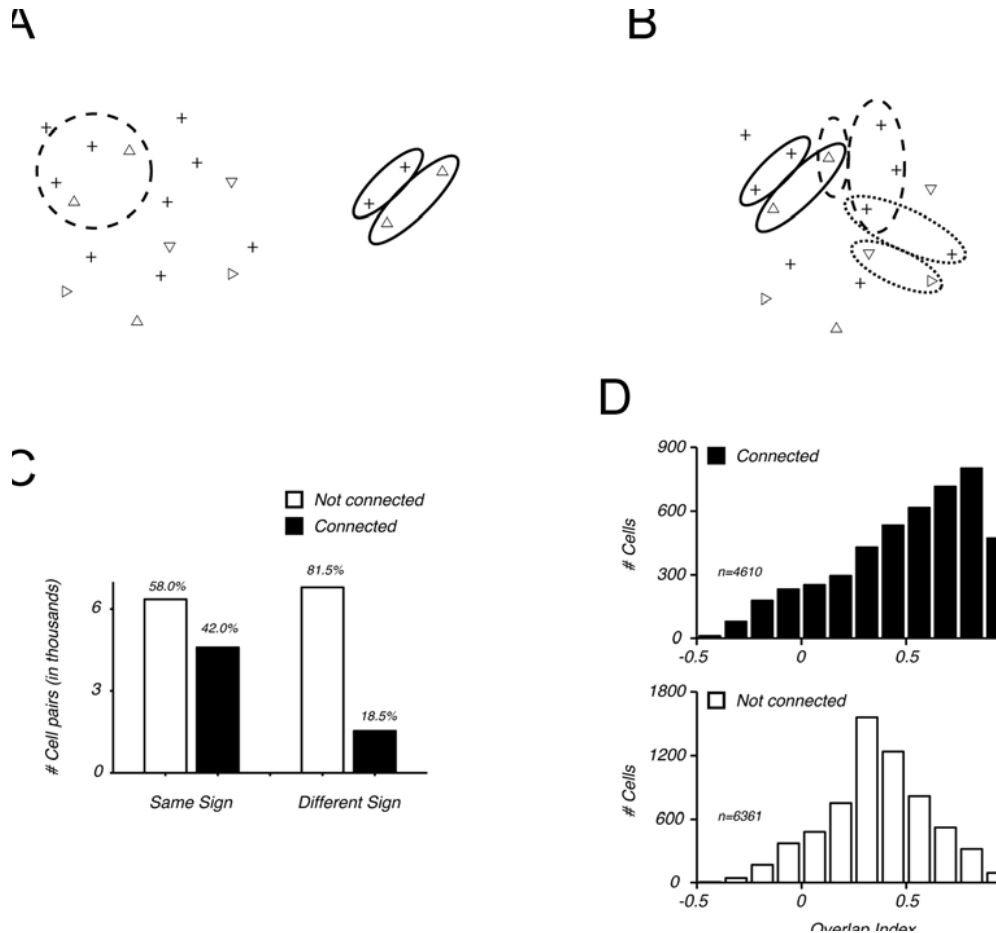 A
B
C
Not connected
Connected
# Cell pairs (in thousands)
6
3
0
58.0%
42.0%
81.5%
18.5%
Same Sign
Different Sign
D
# Cells
900
600
300
0
Connected
n=4610
-0.5
0
0.5
# Cells
1800
1200
600
0
Not connected
n=6361
-0.5
0
0.5
Overlap Index